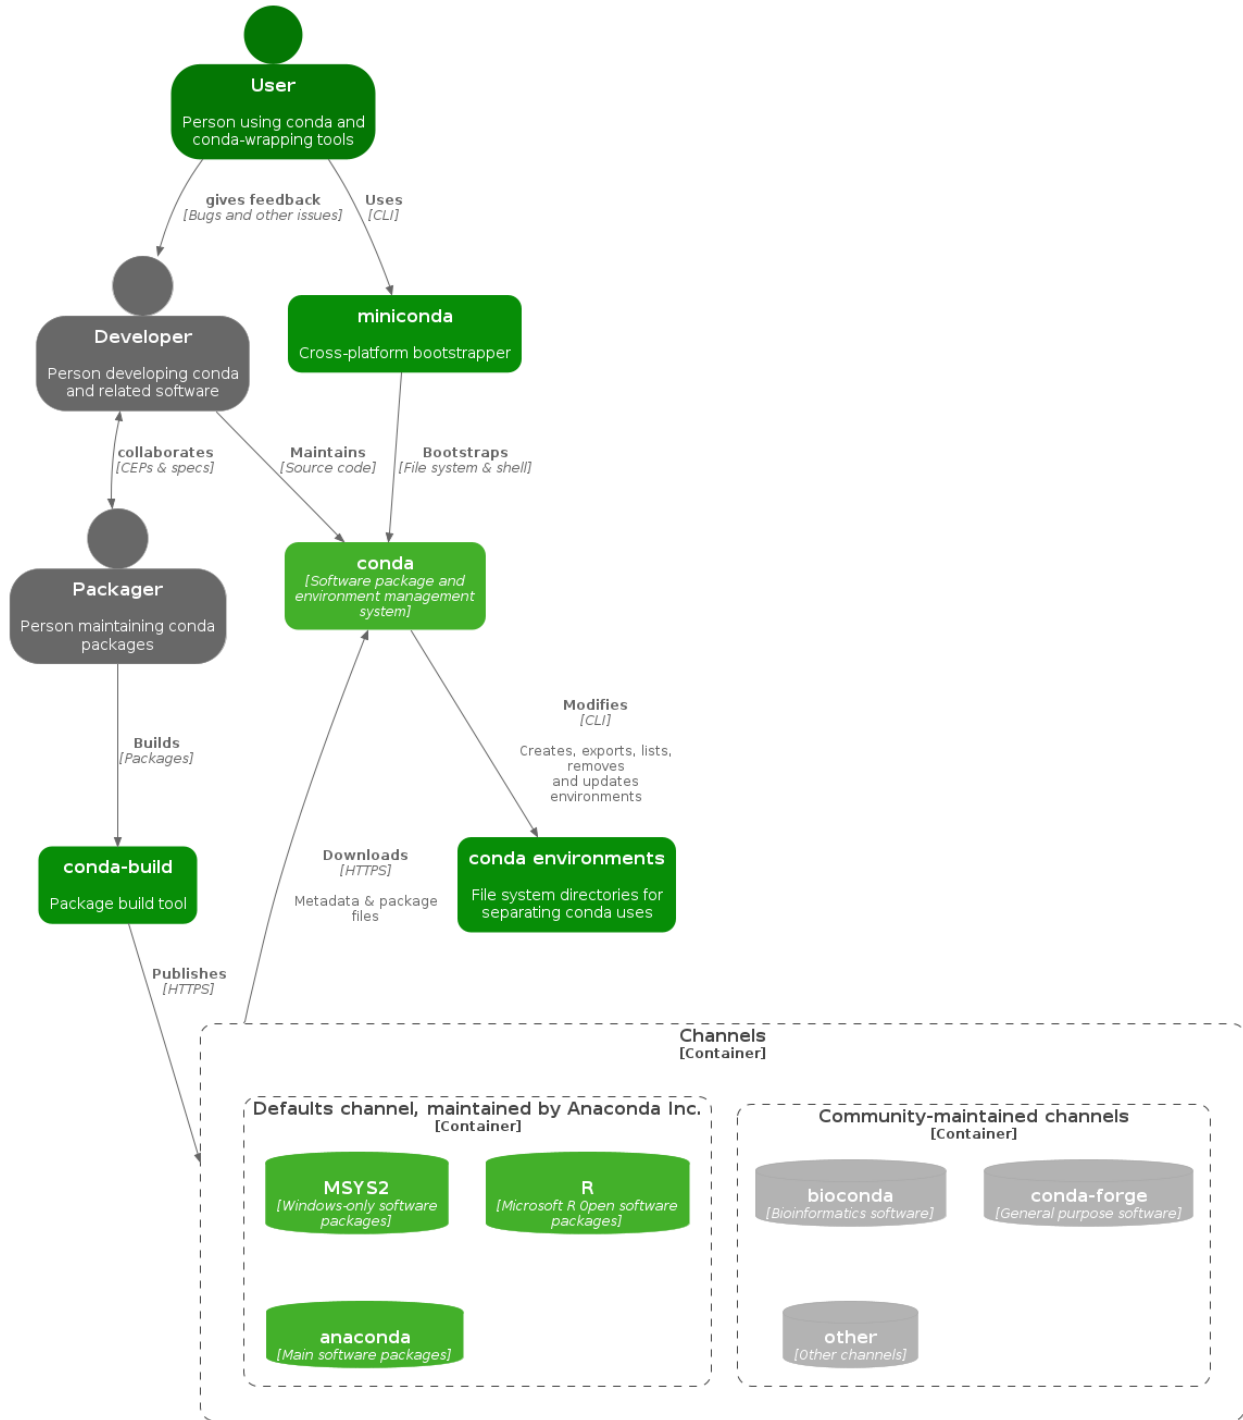 User
Person using conda and
conda-wrapping tools
gives feedback
[Bugs and other issues]
Uses
[CLI]
Developer
Person developing conda
and related software
miniconda
Cross-platform bootstrapper
collaborates
[CEPs & specs]
Maintains
[Source code]
Bootstraps
[File system & shell]
Packager
Person maintaining conda
packages
conda
[Software package and
environment management
system]
Builds
[Packages]
Modifies
[CLI]
Creates, exports, lists,
removes
and updates
environments
conda-build
Package build tool
Downloads
[HTTPS]
Metadata & package
files
conda environments
File system directories for
separating conda uses
Publishes
[HTTPS]
Channels
[Container]
Defaults channel, maintained by Anaconda Inc.
[Container]
MSYS2
[Windows-only software
packages]
R
[Microsoft R Open software
packages]
anaconda
[Main software packages]
Community-maintained channels
[Container]
bioconda
[Bioinformatics software]
conda-forge
[General purpose software]
other
[Other channels]